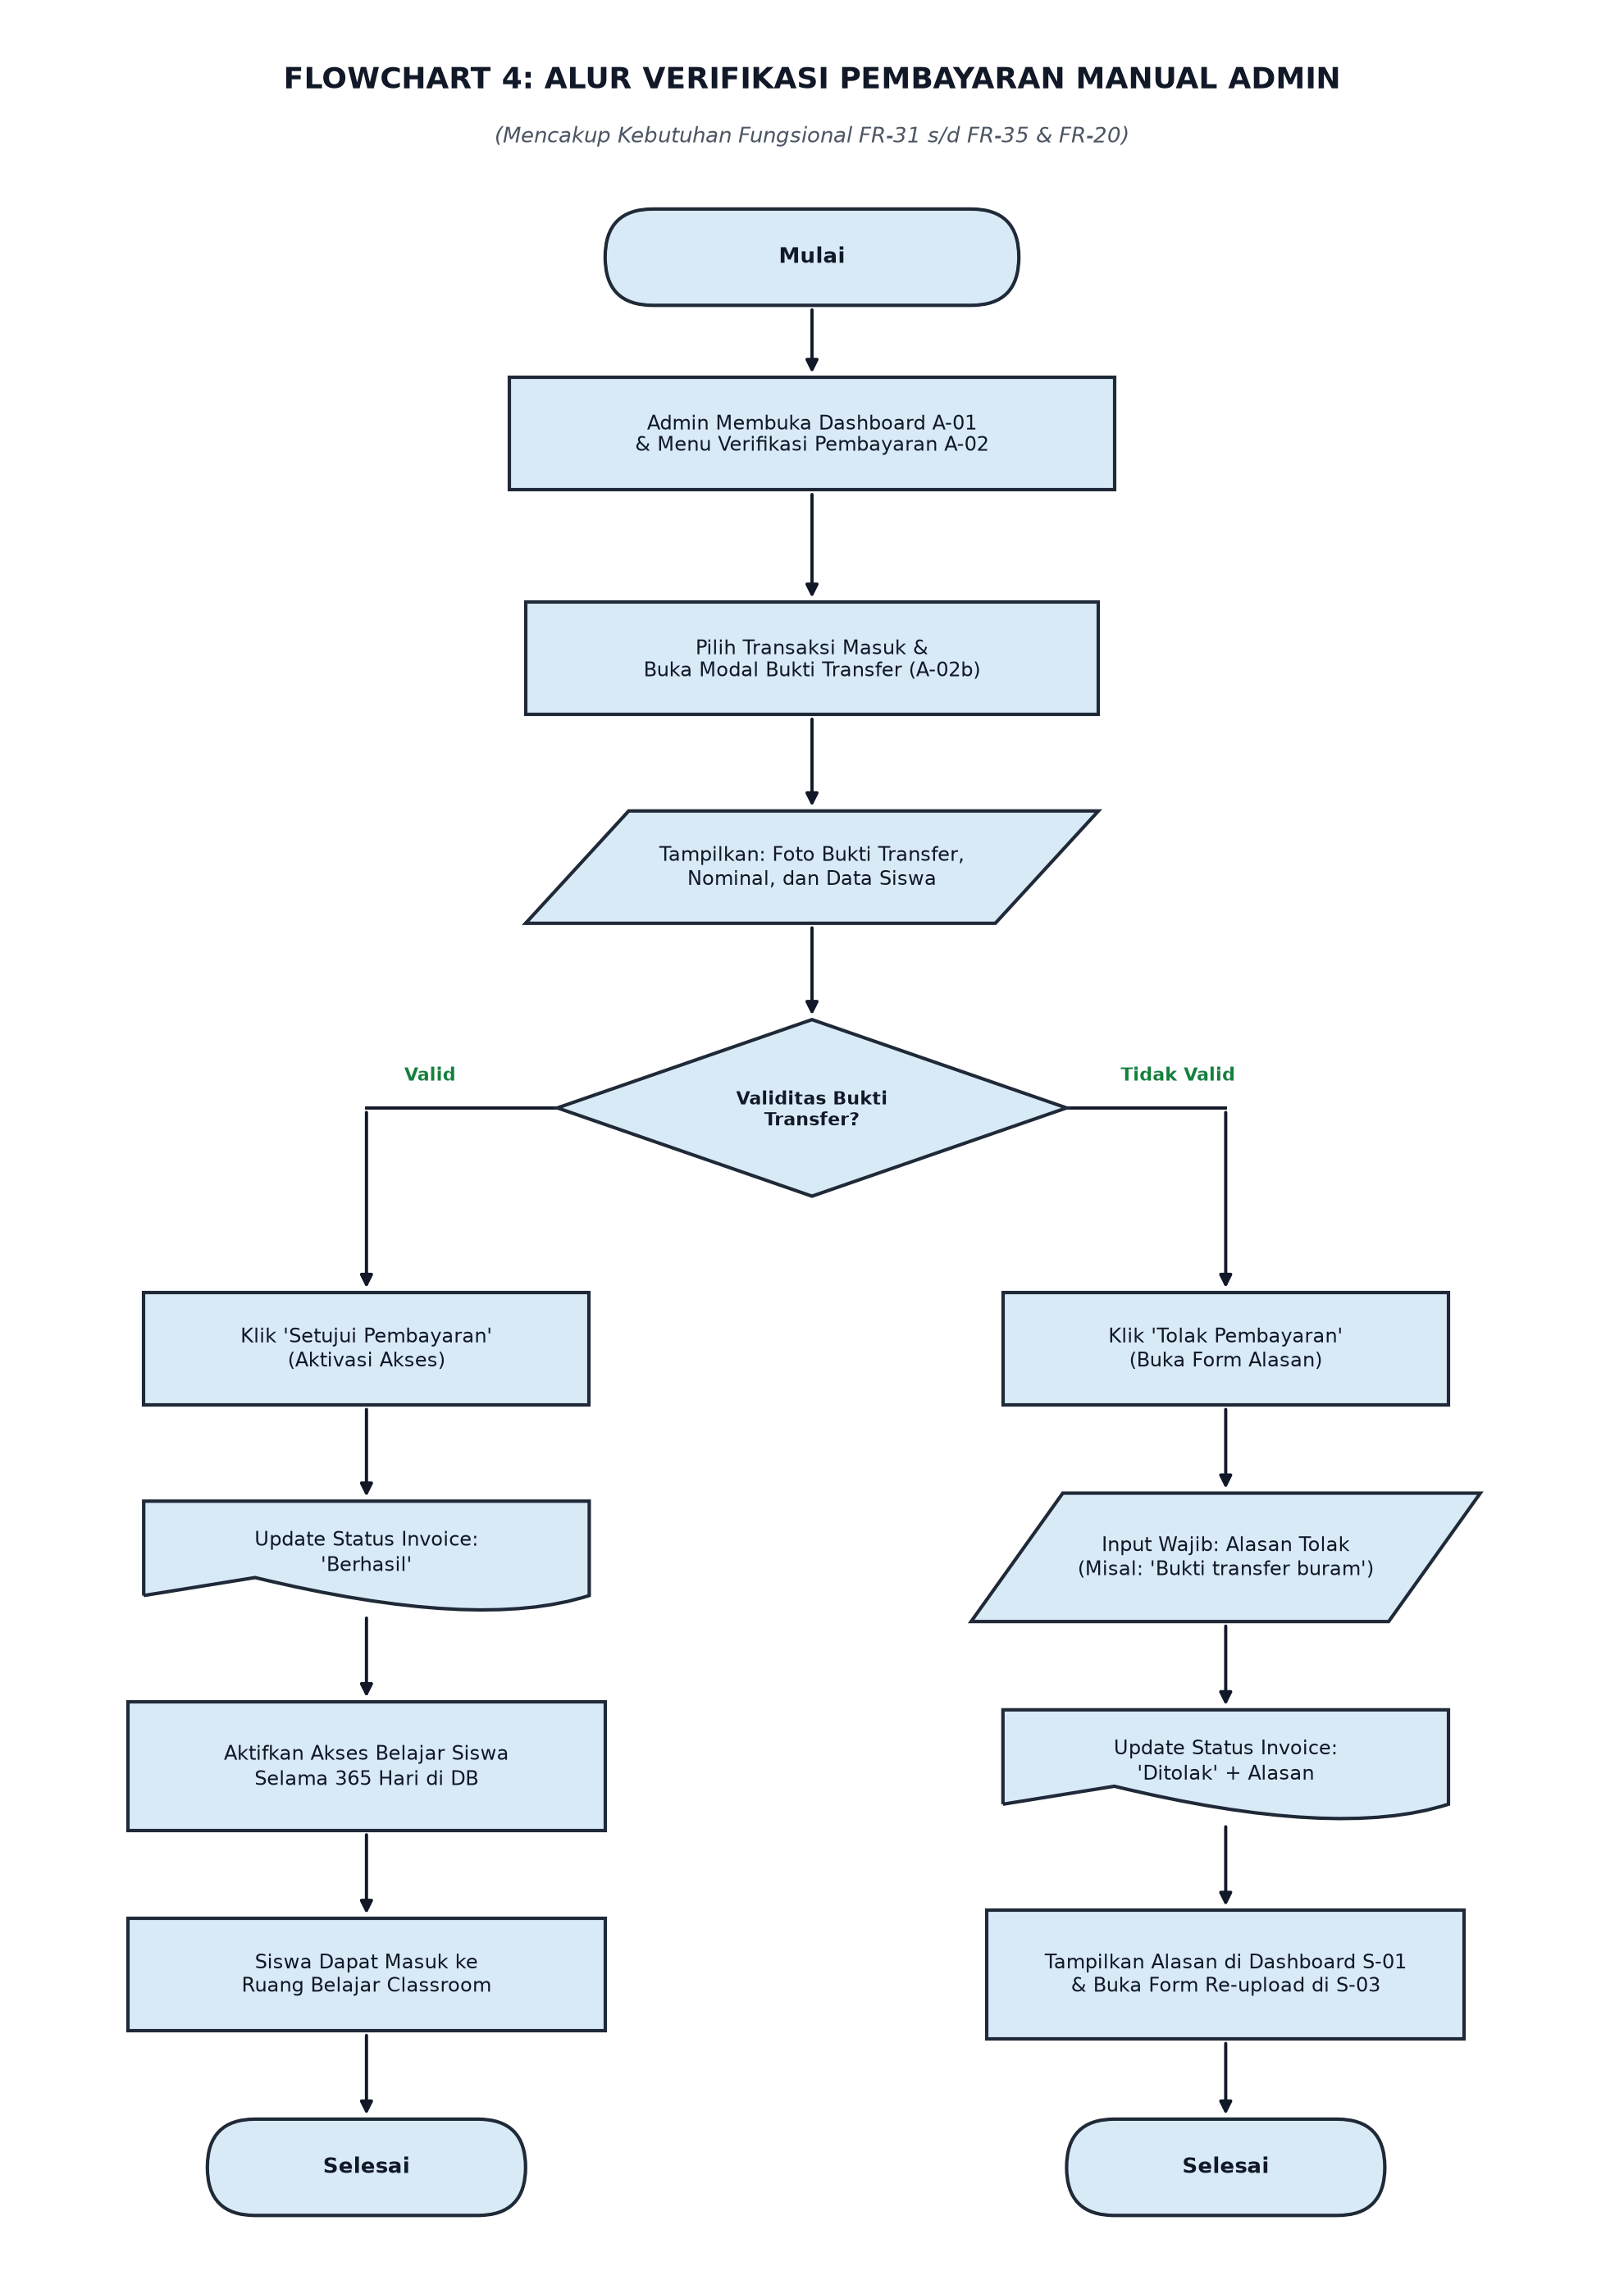 FLOWCHART 4: ALUR VERIFIKASI PEMBAYARAN MANUAL ADMIN
(Mencakup Kebutuhan Fungsional FR-31 s/d FR-35 & FR-20)
Mulai
Admin Membuka Dashboard A-01
& Menu Verifikasi Pembayaran A-02
Pilih Transaksi Masuk &
Buka Modal Bukti Transfer (A-02b)
Tampilkan: Foto Bukti Transfer,
Nominal, dan Data Siswa
Validitas Bukti
Transfer?
Valid
Klik 'Setujui Pembayaran'
(Aktivasi Akses)
Update Status Invoice:
'Berhasil'
Aktifkan Akses Belajar Siswa
Selama 365 Hari di DB
Siswa Dapat Masuk ke
Ruang Belajar Classroom
Selesai
Tidak Valid
Klik 'Tolak Pembayaran'
(Buka Form Alasan)
Input Wajib: Alasan Tolak
(Misal: 'Bukti transfer buram')
Update Status Invoice:
'Ditolak' + Alasan
Tampilkan Alasan di Dashboard S-01
& Buka Form Re-upload di S-03
Selesai